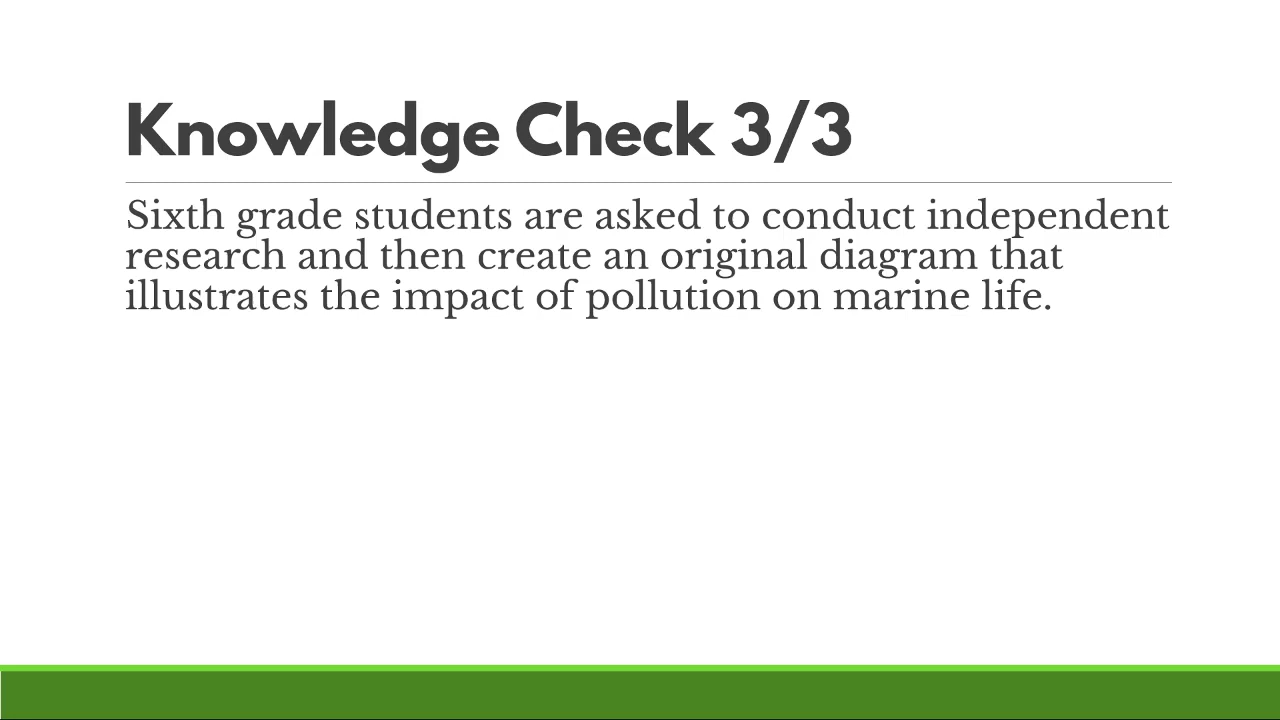 Knowledge Check 3/3
Sixth grade students are asked to conduct independent
research and then create an original diagram that
illustrates the impact of pollution on marine life.